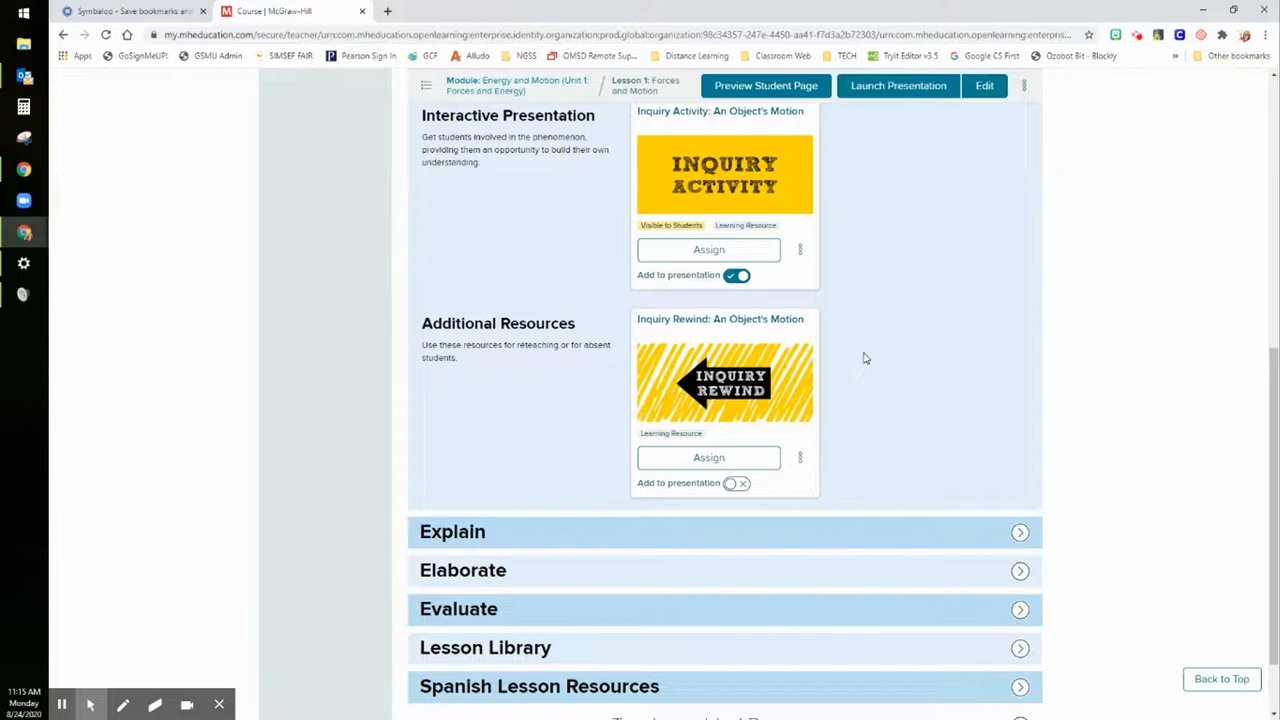 Symbaloo - Save bookmarks and
Course | McGraw-Hill
my.mheducation.com/secure/teacher/urn:com.mheducation.openlearning:enterprise.identity.organization:prod.global:organization:98c34357-247e-4450-aa41-f7d3a2b72303/urn:com.mheducation.openlearning:enterpris...
Apps
GoSignMeUP!
GSMU Admin
SIMSEF FAIR
Pearson Sign In
GCF
Alludo
NGSS
OMSD Remote Sup...
Distance Learning
Classroom Web
TECH
TryIt Editor v3.5
Google CS First
Ozobot Bit - Blockly
Other bookmarks
Module: Energy and Motion (Unit 1: Forces and Energy)
Lesson 1: Forces and Motion
Preview Student Page
Launch Presentation
Edit
Interactive Presentation
Get students involved in the phenomenon,
providing them an opportunity to build their own
understanding.
Inquiry Activity: An Object's Motion
INQUIRY
ACTIVITY
Visible to Students
Learning Resource
Assign
Add to presentation
Additional Resources
Use these resources for reteaching or for absent
students.
Inquiry Rewind: An Object's Motion
INQUIRY
REWIND
Learning Resource
Assign
Add to presentation
Explain
Elaborate
Evaluate
Lesson Library
Spanish Lesson Resources
Back to Top
11:15 AM
Monday
8/24/2020